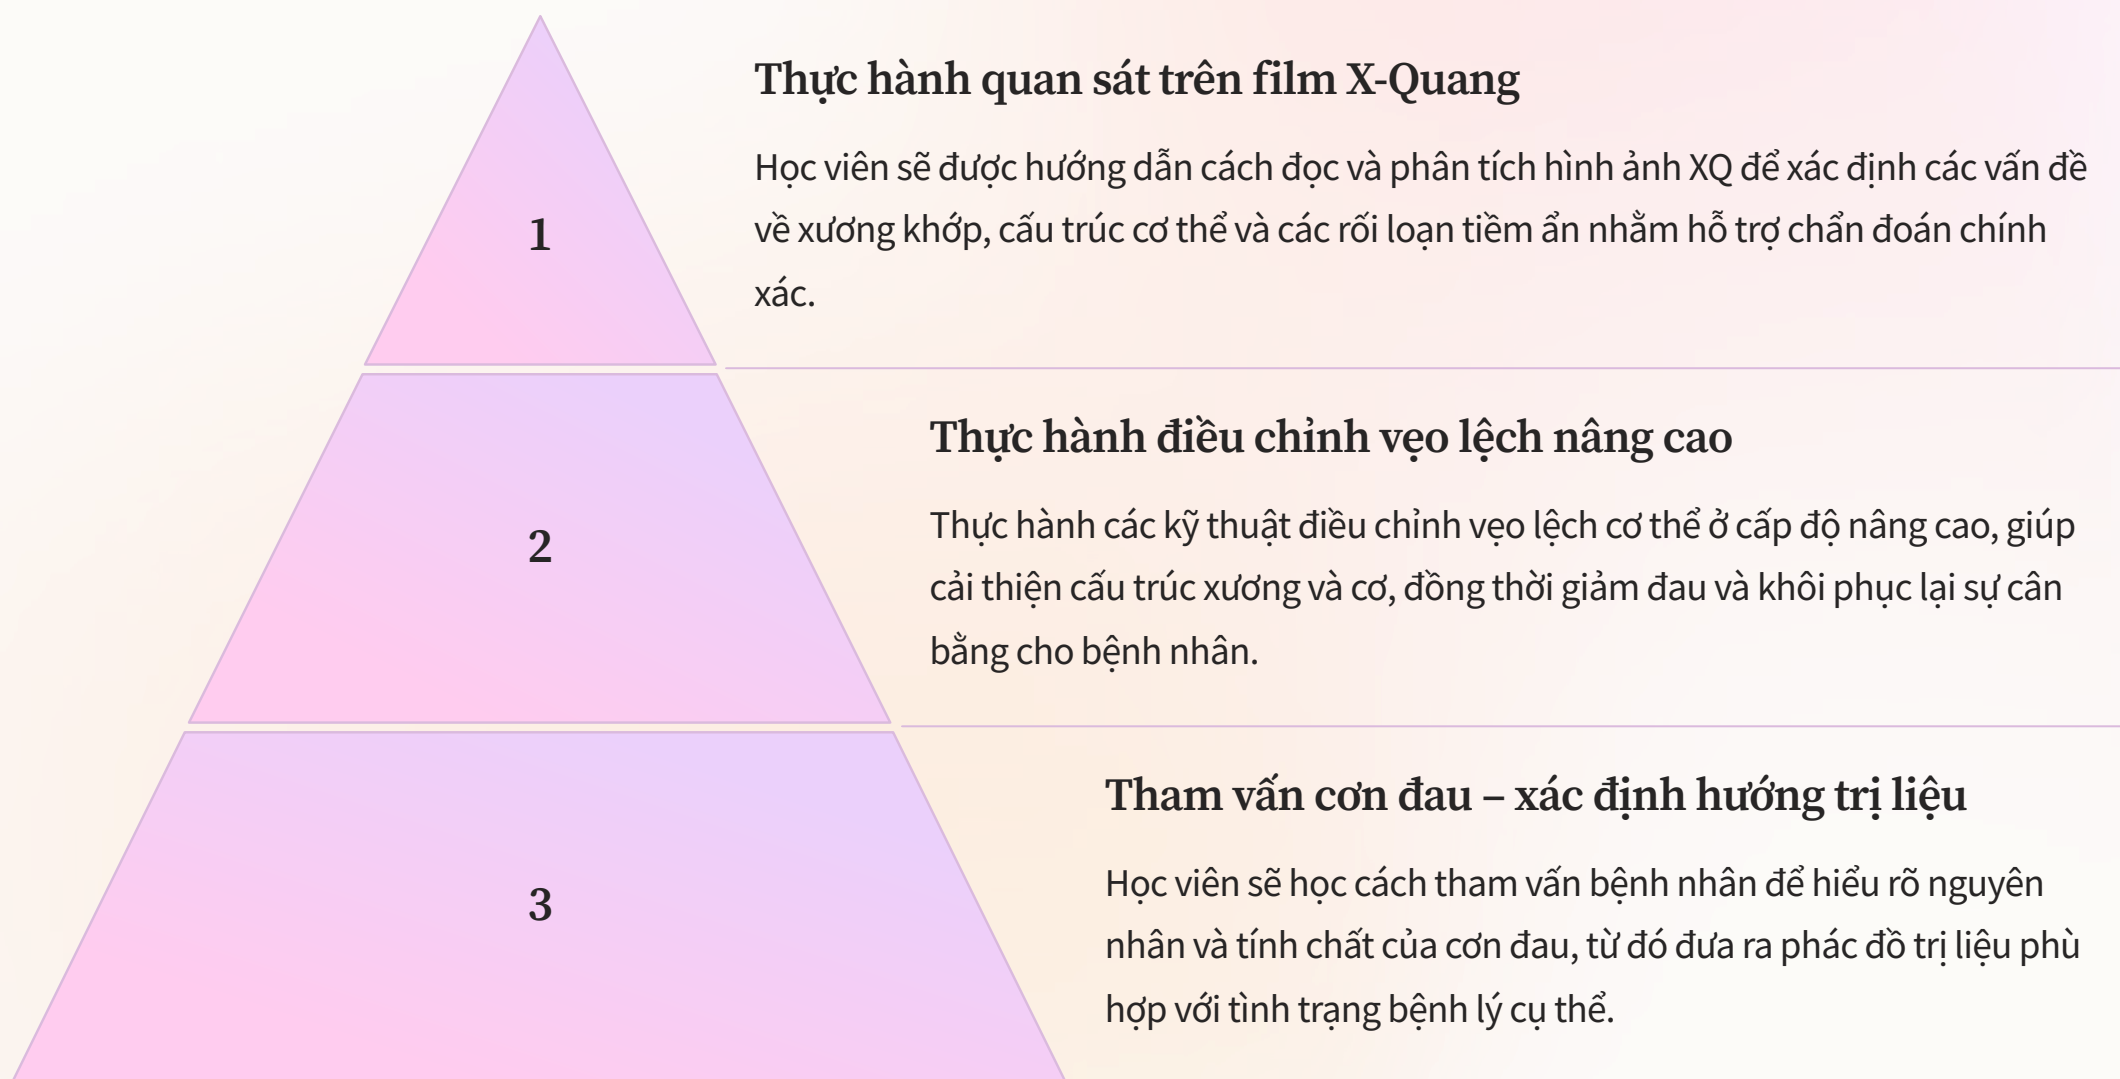 1
Thực hành quan sát trên film X-Quang
Học viên sẽ được hướng dẫn cách đọc và phân tích hình ảnh XQ để xác định các vấn đề
về xương khớp, cấu trúc cơ thể và các rối loạn tiềm ẩn nhằm hỗ trợ chẩn đoán chính
xác.
2
Thực hành điều chỉnh vẹo lệch nâng cao
Thực hành các kỹ thuật điều chỉnh vẹo lệch cơ thể ở cấp độ nâng cao, giúp
cải thiện cấu trúc xương và cơ, đồng thời giảm đau và khôi phục lại sự cân
bằng cho bệnh nhân.
3
Tham vấn cơn đau – xác định hướng trị liệu
Học viên sẽ học cách tham vấn bệnh nhân để hiểu rõ nguyên
nhân và tính chất của cơn đau, từ đó đưa ra phác đồ trị liệu phù
hợp với tình trạng bệnh lý cụ thể.